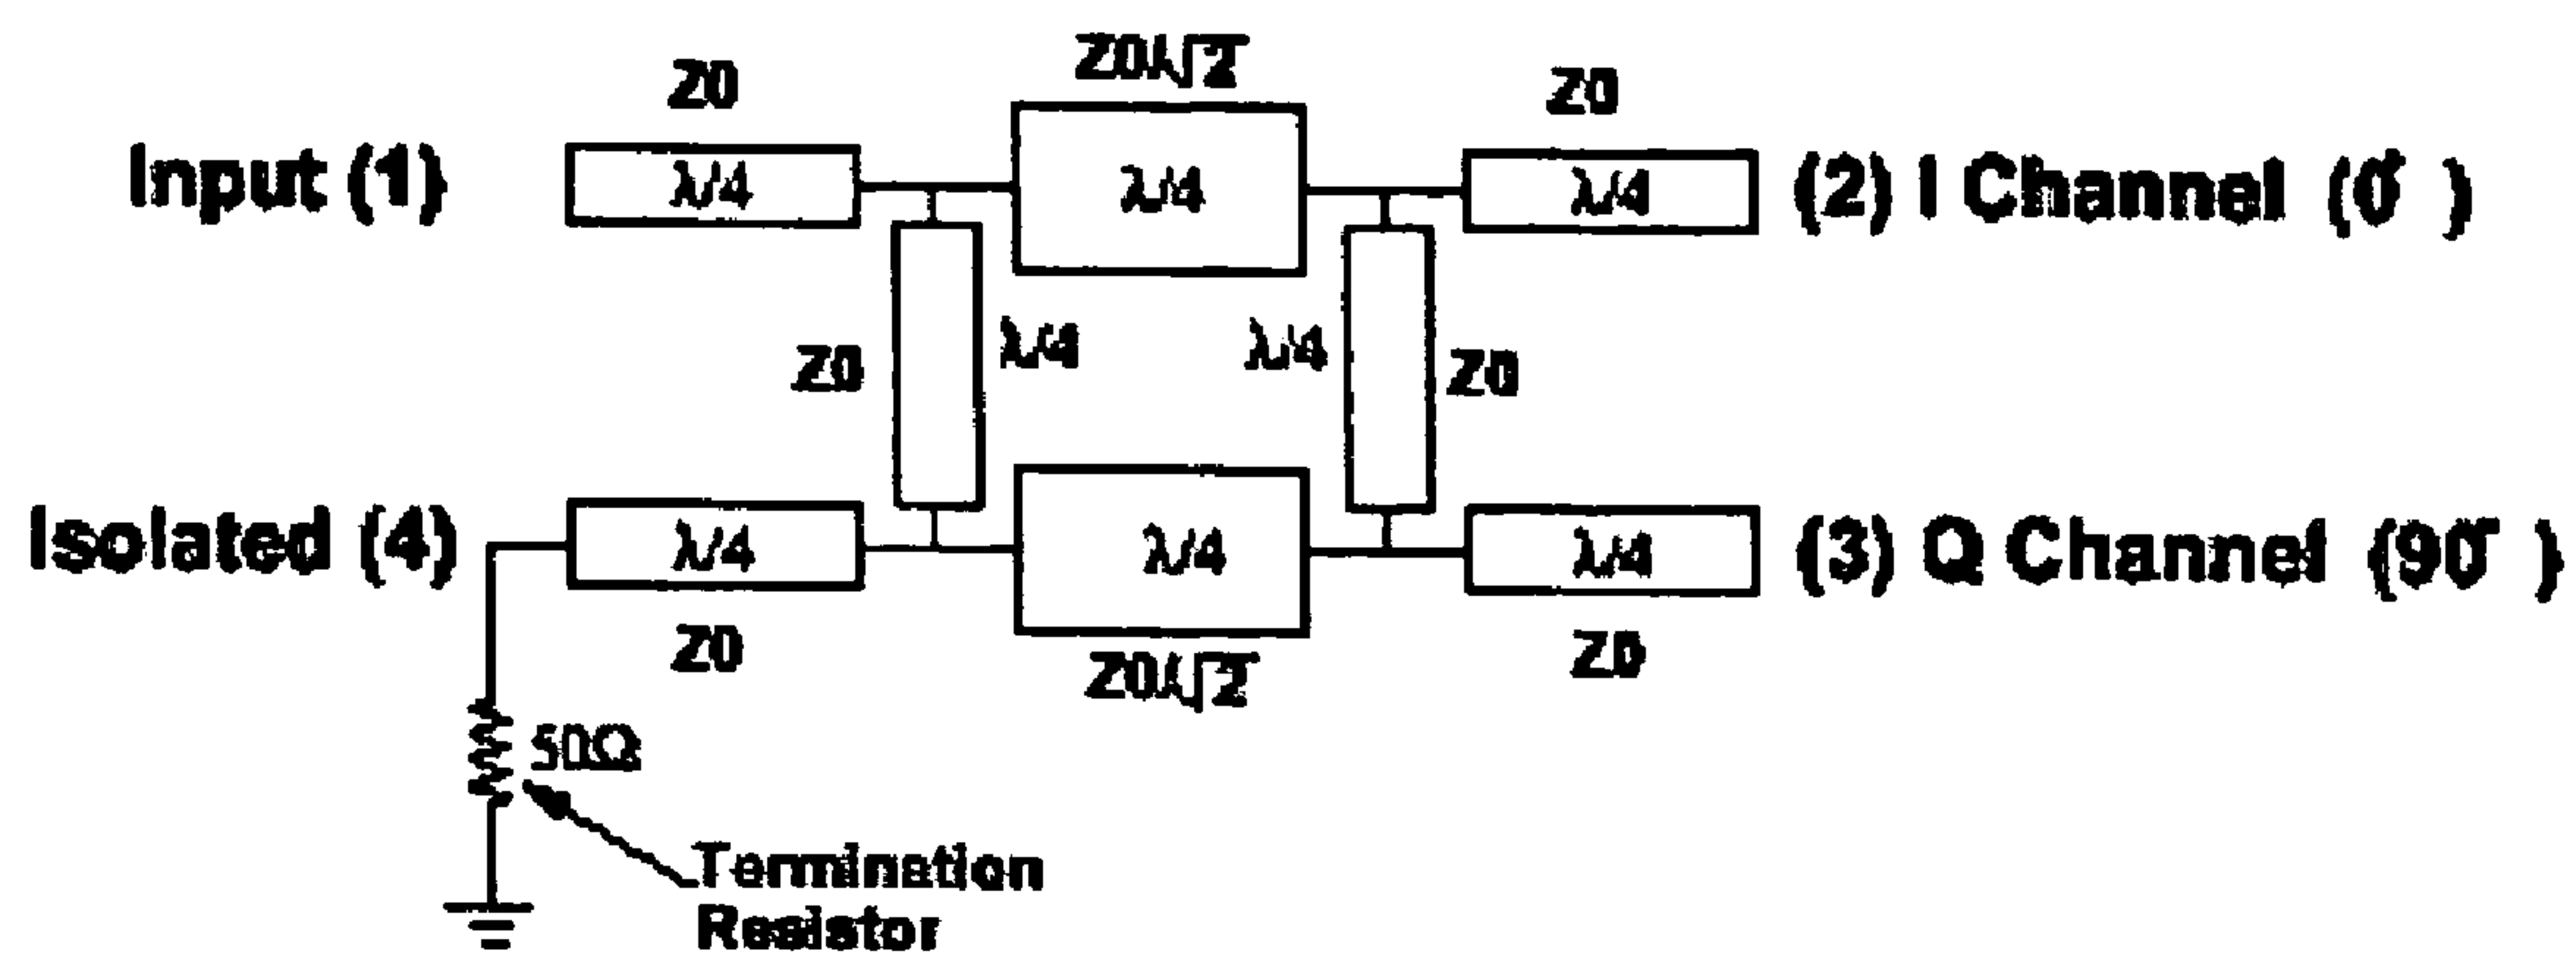 Z0
Z0/√2
Z0
Input (1)
λ/4
λ/4
λ/4
(2) I Channel (0° )
Z0
λ/4
λ/4
Z0
Isolated (4)
λ/4
λ/4
λ/4
(3) Q Channel (90° )
Z0
Z0/√2
Z0
50Ω
Termination
Resistor